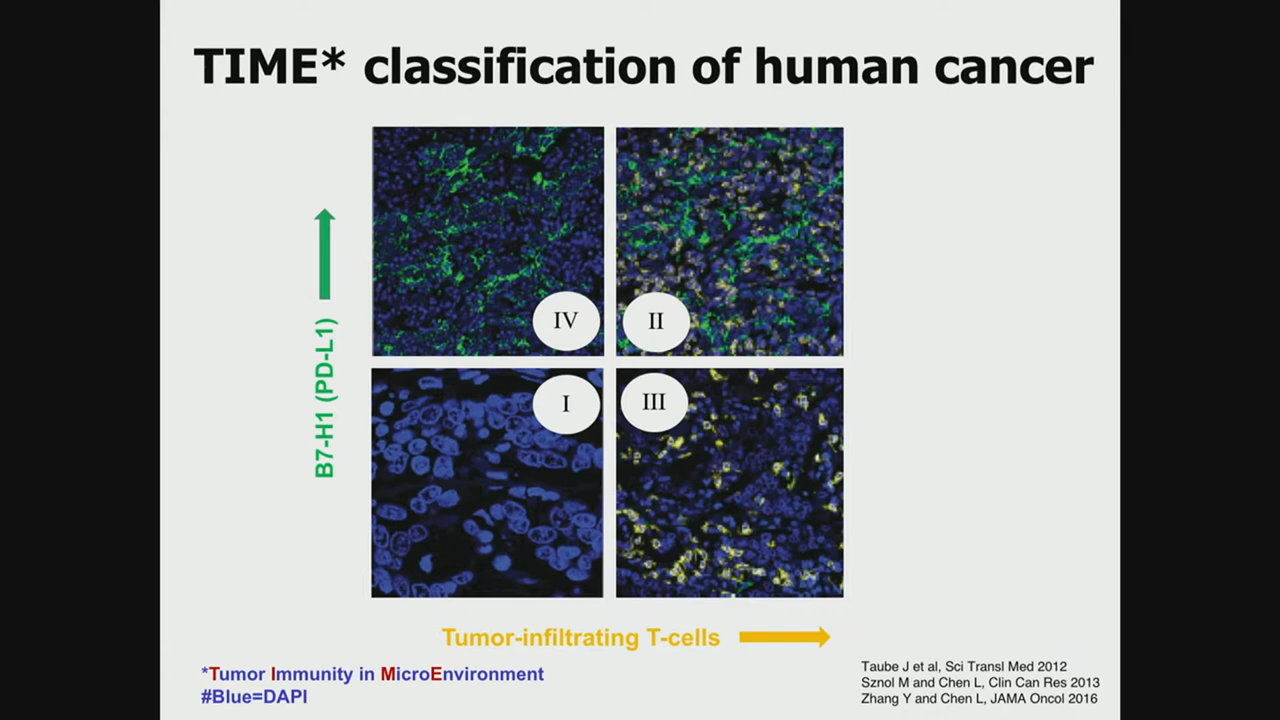 TIME* classification of human cancer
IV
II
B7-H1 (PD-L1)
I
III
Tumor-infiltrating T-cells
*Tumor Immunity in MicroEnvironment
#Blue=DAPI
Taube J et al, Sci Transl Med 2012
Sznol M and Chen L, Clin Can Res 2013
Zhang Y and Chen L, JAMA Oncol 2016